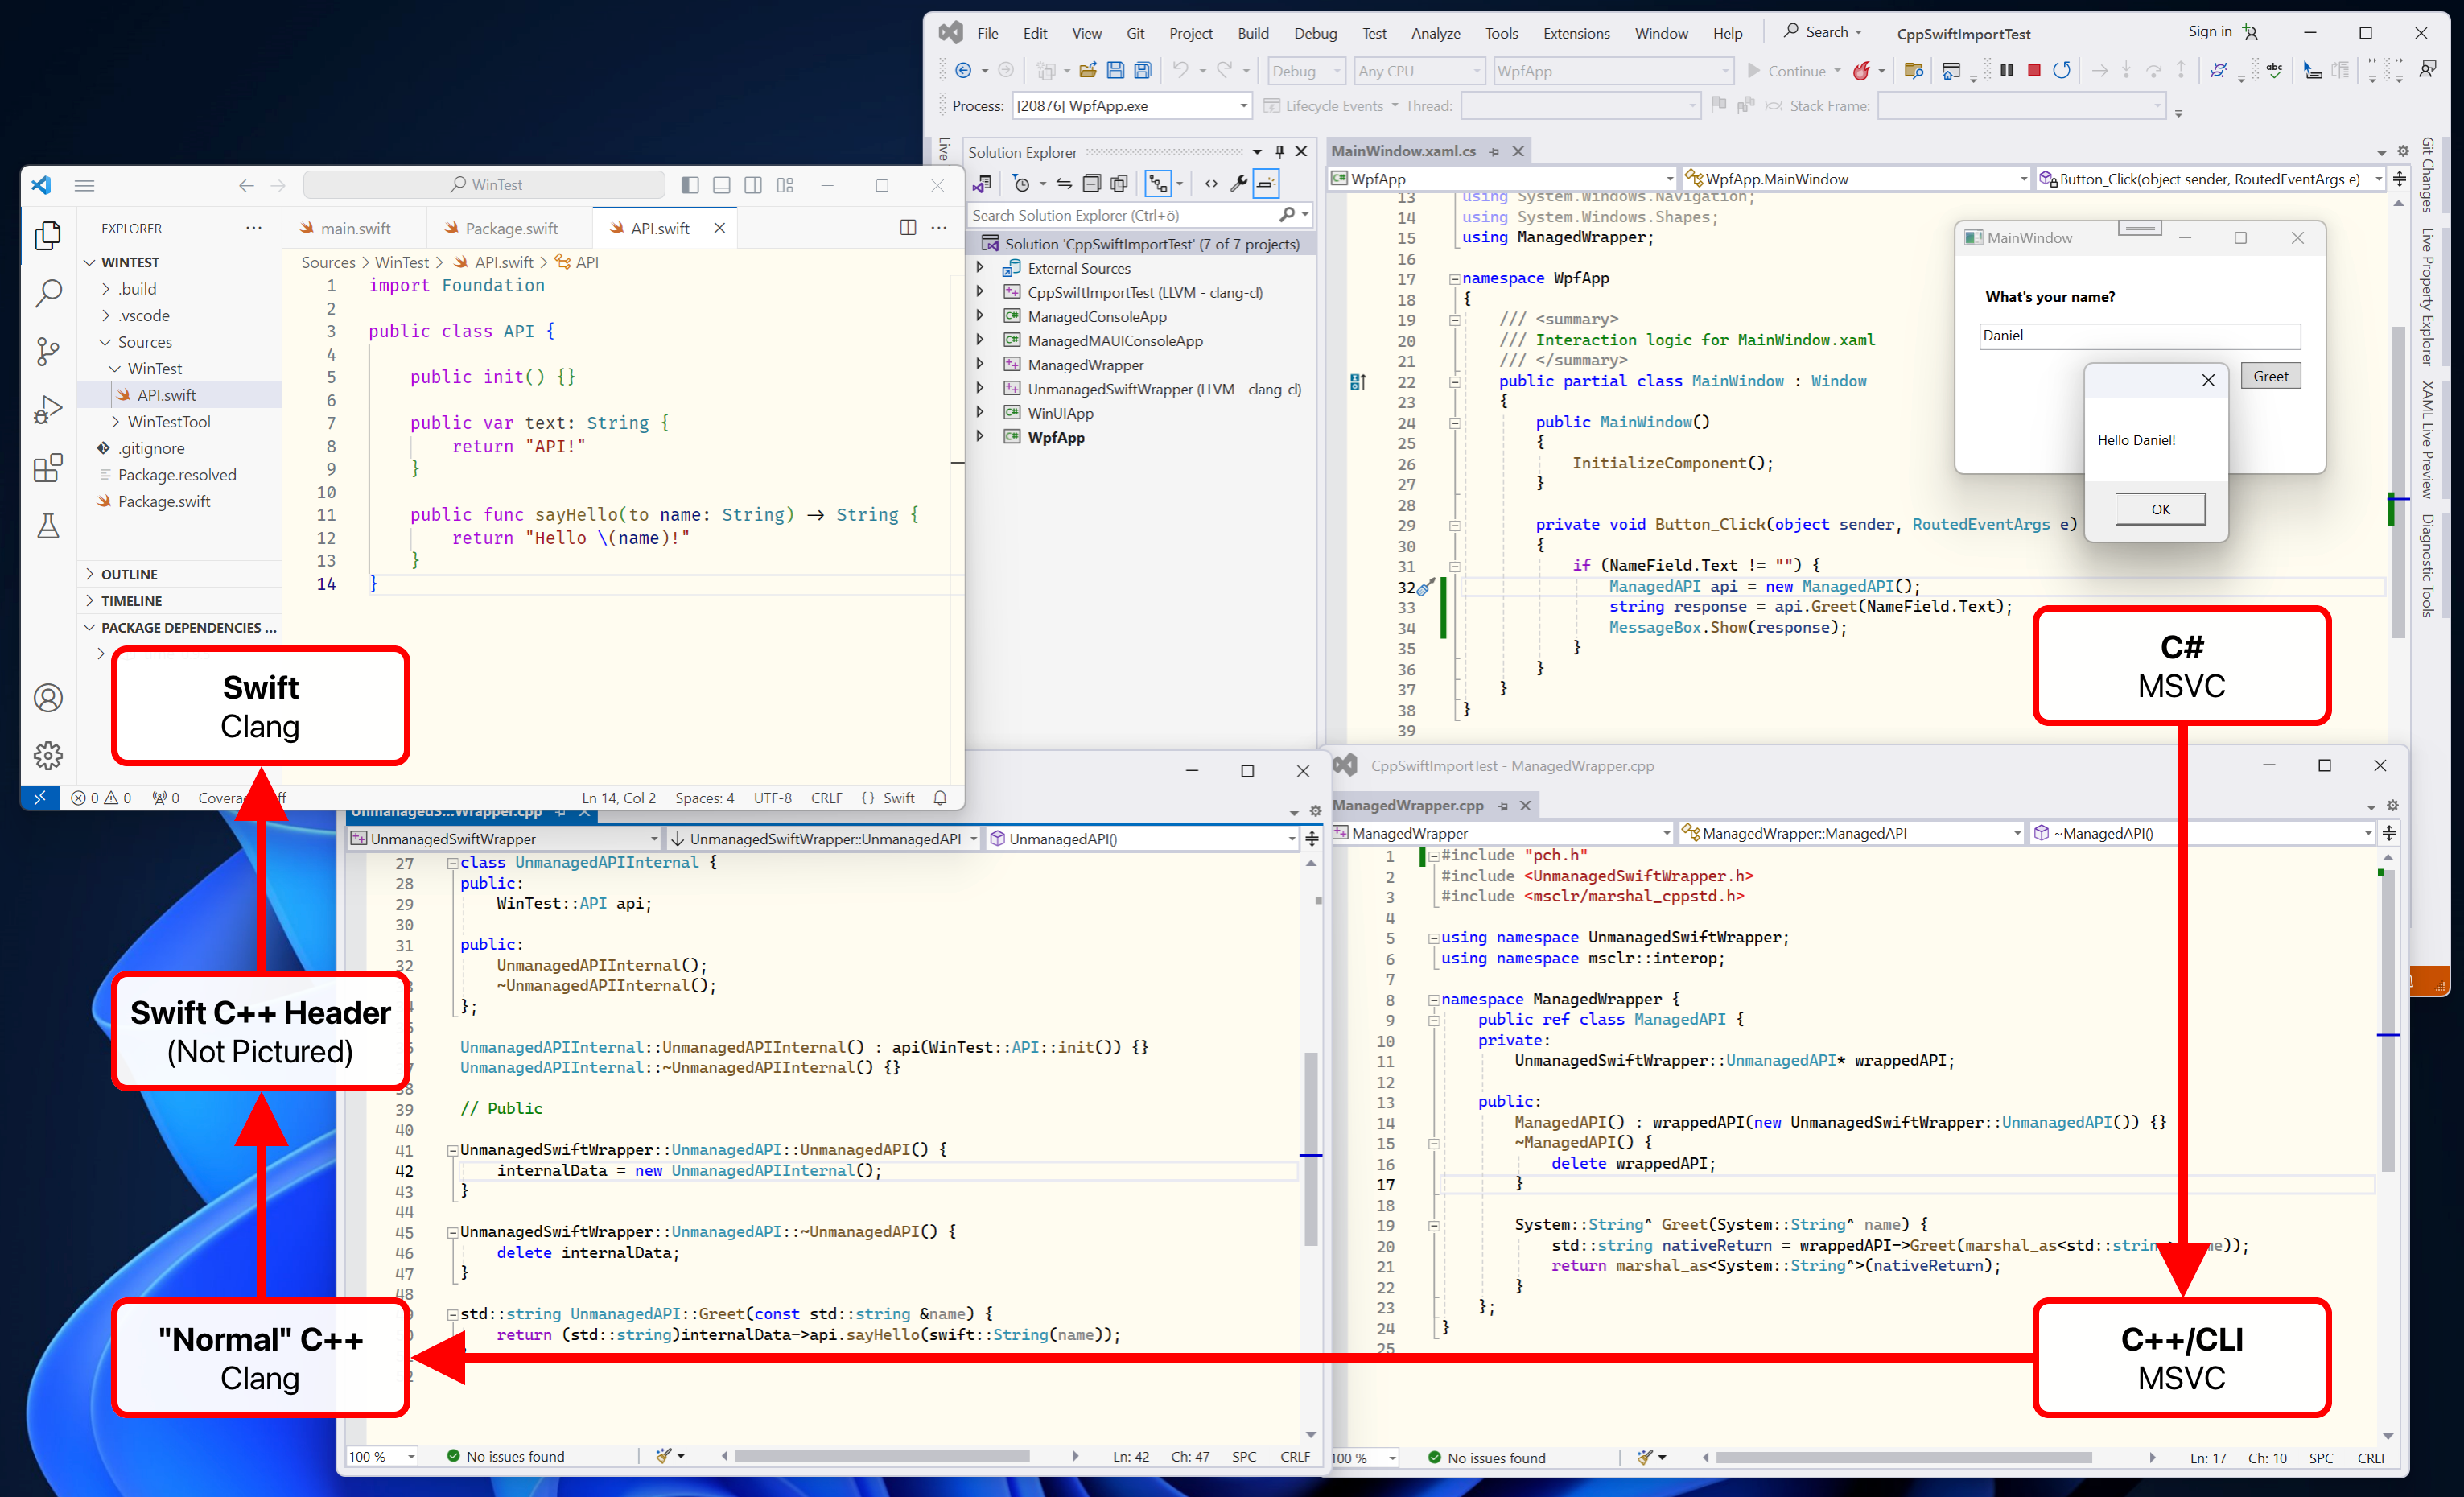 File Edit View Git Project Build Debug Test Analyze Tools Extensions Window Help Search CppSwiftImportTest Sign in
Debug Any CPU WpfApp Continue
Process: [20876] WpfApp.exe Lifecycle Events Thread: Stack Frame:
Live
Solution Explorer
Search Solution Explorer (Ctrl+ö)
Solution 'CppSwiftImportTest' (7 of 7 projects)
External Sources
CppSwiftImportTest (LLVM - clang-cl)
ManagedConsoleApp
ManagedMAUIConsoleApp
ManagedWrapper
UnmanagedSwiftWrapper (LLVM - clang-cl)
WinUIApp
WpfApp
MainWindow.xaml.cs
WpfApp WpfApp.MainWindow Button_Click(object sender, RoutedEventArgs e)
13 using System.Windows.Navigation;
14 using System.Windows.Shapes;
15 using ManagedWrapper;
16
17 namespace WpfApp
18 {
19 /// <summary>
20 /// Interaction logic for MainWindow.xaml
21 /// </summary>
22 public partial class MainWindow : Window
23 {
24 public MainWindow()
25 {
26 InitializeComponent();
27 }
28
29 private void Button_Click(object sender, RoutedEventArgs e)
30 {
31 if (NameField.Text != "") {
32 ManagedAPI api = new ManagedAPI();
33 string response = api.Greet(NameField.Text);
34 MessageBox.Show(response);
35 }
36 }
37 }
38 }
39
Git Changes
Live Property Explorer
XAML Live Preview
Diagnostic Tools
MainWindow
What's your name?
Daniel
Greet
Hello Daniel!
OK
WinTest
EXPLORER
WINTEST
.build
.vscode
Sources
WinTest
API.swift
WinTestTool
.gitignore
Package.resolved
Package.swift
OUTLINE
TIMELINE
PACKAGE DEPENDENCIES ...
main.swift Package.swift API.swift
Sources > WinTest > API.swift > API
1 import Foundation
2
3 public class API {
4
5 public init() {}
6
7 public var text: String {
8 return "API!"
9 }
10
11 public func sayHello(to name: String) -> String {
12 return "Hello \(name)!"
13 }
14 }
0 0 0 Ln 14, Col 2 Spaces: 4 UTF-8 CRLF {} Swift
Swift
Clang
Swift C++ Header
(Not Pictured)
"Normal" C++
Clang
C#
MSVC
C++/CLI
MSVC
UnmanagedS...Wrapper.cpp
UnmanagedSwiftWrapper UnmanagedSwiftWrapper::UnmanagedAPI UnmanagedAPI()
27 class UnmanagedAPIInternal {
28 public:
29 WinTest::API api;
30
31 public:
32 UnmanagedAPIInternal();
~UnmanagedAPIInternal();
};
UnmanagedAPIInternal::UnmanagedAPIInternal() : api(WinTest::API::init()) {}
UnmanagedAPIInternal::~UnmanagedAPIInternal() {}
38
39 // Public
40
41 UnmanagedSwiftWrapper::UnmanagedAPI::UnmanagedAPI() {
42 internalData = new UnmanagedAPIInternal();
43 }
44
45 UnmanagedSwiftWrapper::UnmanagedAPI::~UnmanagedAPI() {
46 delete internalData;
47 }
48
std::string UnmanagedAPI::Greet(const std::string &name) {
return (std::string)internalData->api.sayHello(swift::String(name));
100 % No issues found Ln: 42 Ch: 47 SPC CRLF
CppSwiftImportTest - ManagedWrapper.cpp
ManagedWrapper.cpp
ManagedWrapper ManagedWrapper::ManagedAPI ~ManagedAPI()
1 #include "pch.h"
2 #include <UnmanagedSwiftWrapper.h>
3 #include <msclr/marshal_cppstd.h>
4
5 using namespace UnmanagedSwiftWrapper;
6 using namespace msclr::interop;
7
8 namespace ManagedWrapper {
9 public ref class ManagedAPI {
10 private:
11 UnmanagedSwiftWrapper::UnmanagedAPI* wrappedAPI;
12
13 public:
14 ManagedAPI() : wrappedAPI(new UnmanagedSwiftWrapper::UnmanagedAPI()) {}
15 ~ManagedAPI() {
16 delete wrappedAPI;
17 }
18
19 System::String^ Greet(System::String^ name) {
20 std::string nativeReturn = wrappedAPI->Greet(marshal_as<std::string>(name));
21 return marshal_as<System::String^>(nativeReturn);
22 }
23 };
24 }
25
100 % No issues found Ln: 17 Ch: 10 SPC CRLF